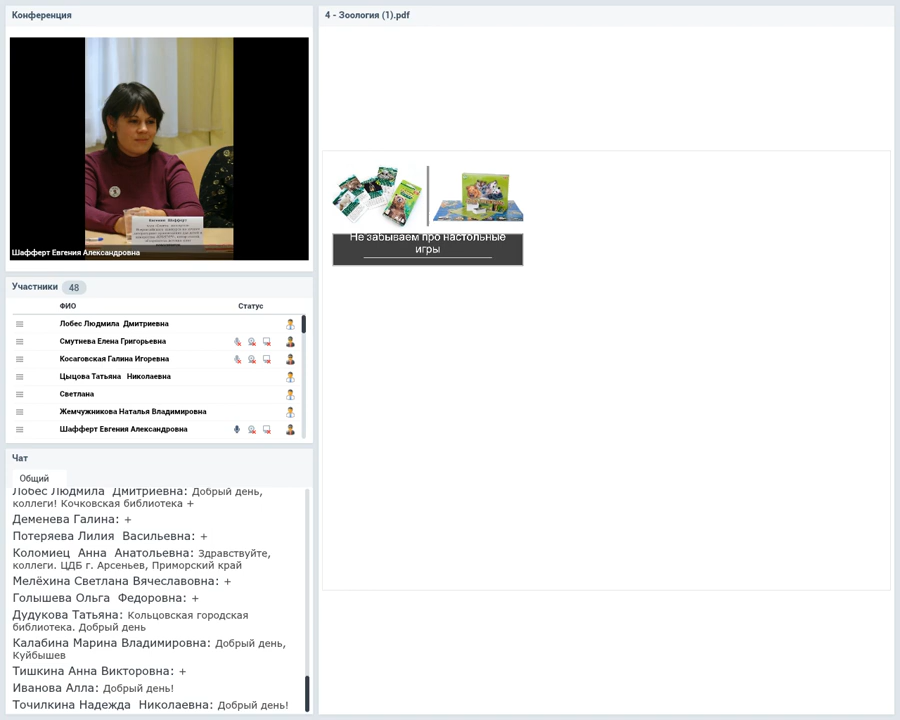 Конференция
Шафферт Евгения Александровна
Участники 48
ФИО Статус
Лобес Людмила Дмитриевна
Смутнева Елена Григорьевна
Косаговская Галина Игоревна
Цыцова Татьяна Николаевна
Светлана
Жемчужникова Наталья Владимировна
Шафферт Евгения Александровна
Чат
Общий
Лобес Людмила Дмитриевна: Добрый день,
коллеги! Кочковская библиотека +
Деменева Галина: +
Потеряева Лилия Васильевна: +
Коломиец Анна Анатольевна: Здравствуйте,
коллеги. ЦДБ г. Арсеньев, Приморский край
Мелёхина Светлана Вячеславовна: +
Голышева Ольга Федоровна: +
Дудукова Татьяна: Кольцовская городская
библиотека. Добрый день
Калабина Марина Владимировна: Добрый день,
Куйбышев
Тишкина Анна Викторовна: +
Иванова Алла: Добрый день!
Точилкина Надежда Николаевна: Добрый день!
4 - Зоология (1).pdf
Не забываем про настольные
игры